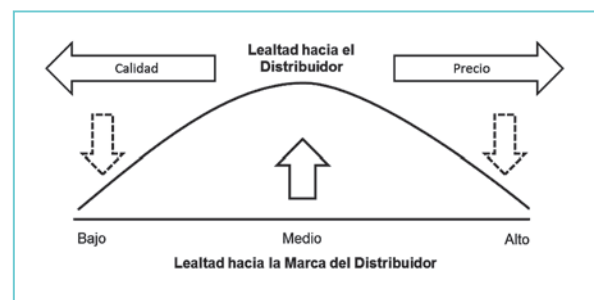 Lealtad hacia el
Distribuidor
Calidad
Precio
Bajo
Medio
Alto
Lealtad hacia la Marca del Distribuidor